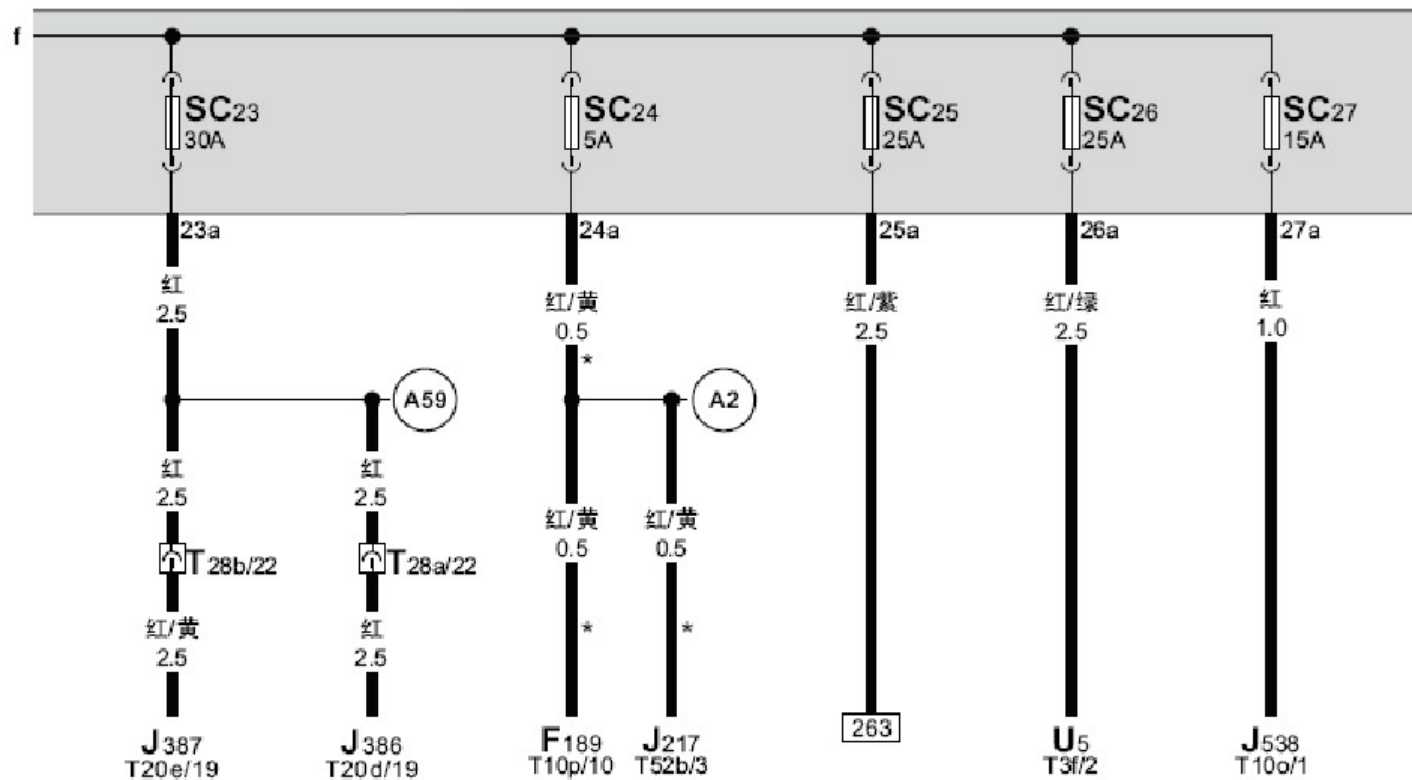 f
SC23
30A
SC24
5A
SC25
25A
SC26
25A
SC27
15A
23a
24a
25a
26a
27a
红
2.5
红/黄
0.5
红/紫
2.5
红/绿
2.5
红
1.0
*
A59
A2
红
2.5
红
2.5
红/黄
0.5
红/黄
0.5
T28b/22
T28a/22
红/黄
2.5
红
2.5
*
*
J387
T20e/19
J386
T20d/19
F189
T10p/10
J217
T52b/3
263
U5
T3f/2
J538
T10o/1